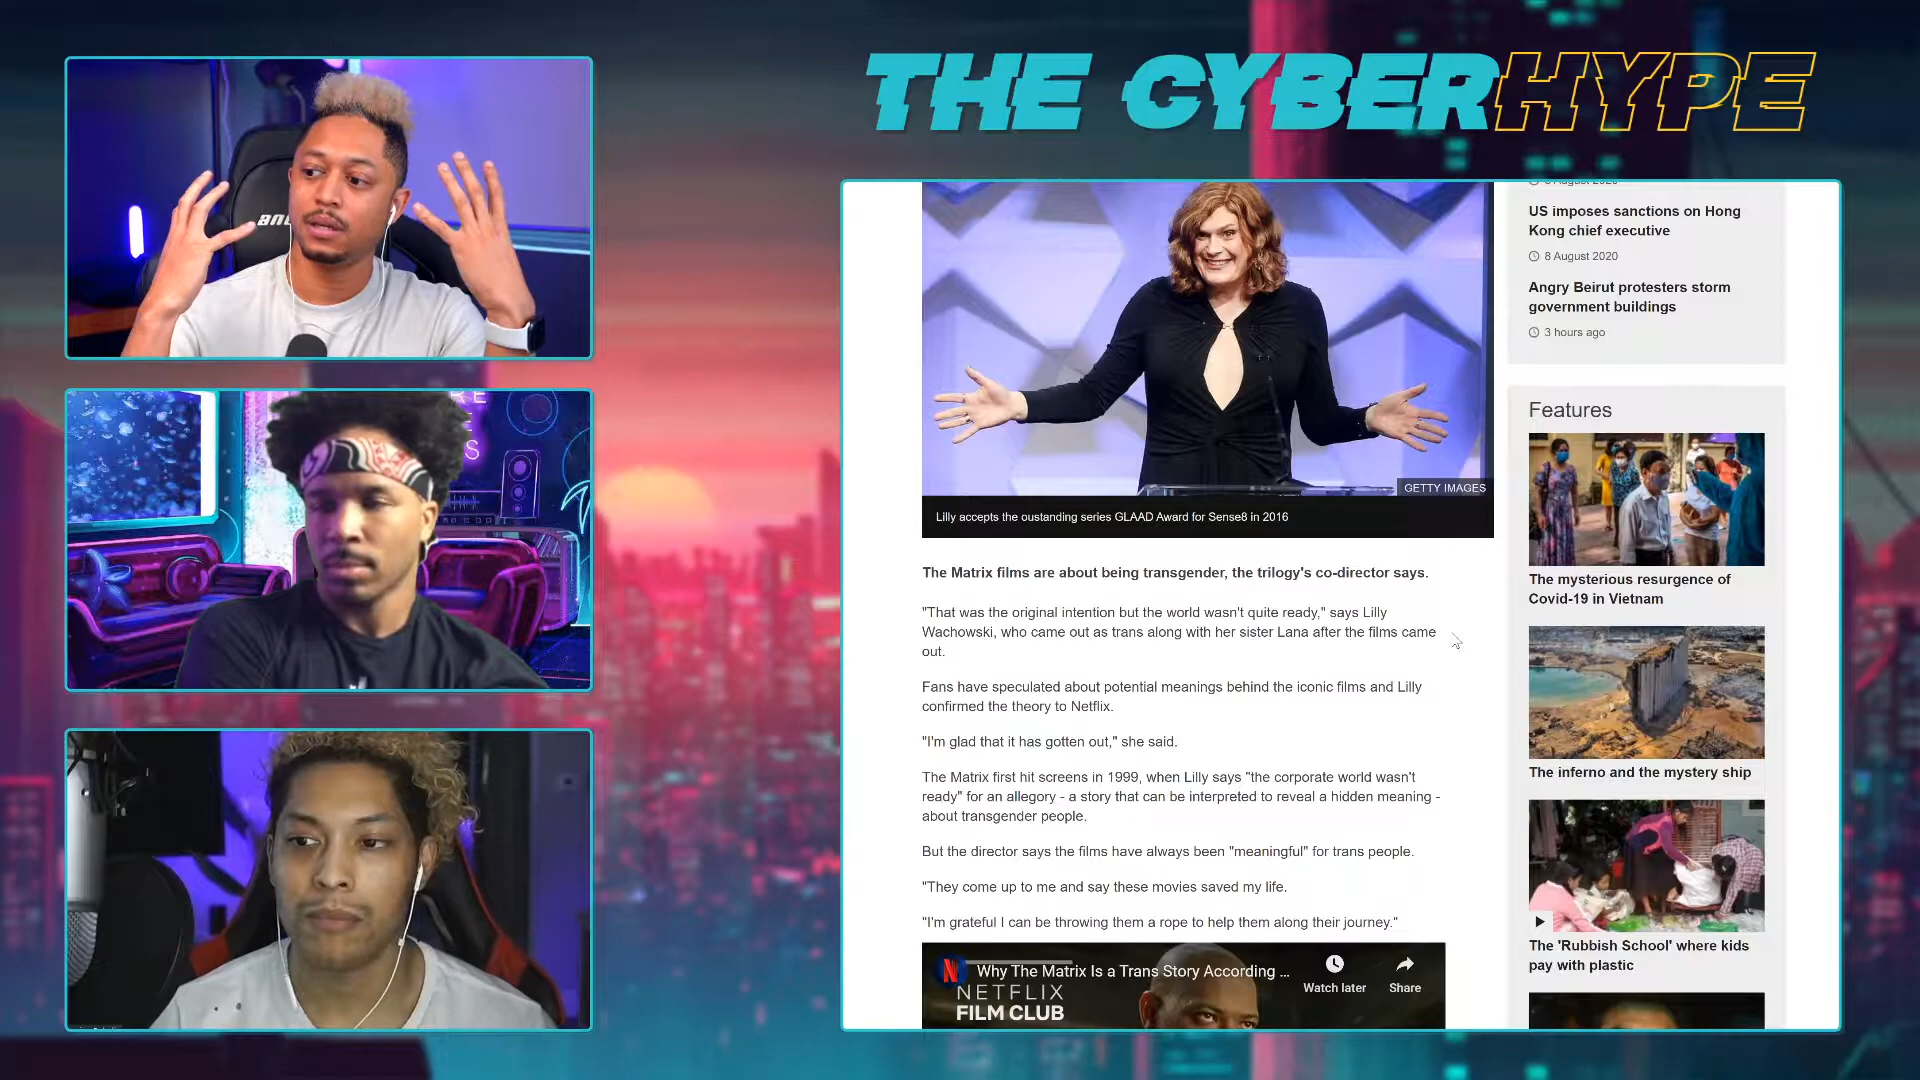 THE CYBERHYPE
and
RE
E
S
GETTY IMAGES
Lilly accepts the oustanding series GLAAD Award for Sense8 in 2016
The Matrix films are about being transgender, the trilogy's co-director says.
"That was the original intention but the world wasn't quite ready," says Lilly
Wachowski, who came out as trans along with her sister Lana after the films came
out.
Fans have speculated about potential meanings behind the iconic films and Lilly
confirmed the theory to Netflix.
"I'm glad that it has gotten out," she said.
The Matrix first hit screens in 1999, when Lilly says "the corporate world wasn't
ready" for an allegory - a story that can be interpreted to reveal a hidden meaning -
about transgender people.
But the director says the films have always been "meaningful" for trans people.
"They come up to me and say these movies saved my life.
"I'm grateful I can be throwing them a rope to help them along their journey."
N
Why The Matrix Is a Trans Story According ...
NETFLIX
FILM CLUB
Watch later
Share
August 2020
US imposes sanctions on Hong
Kong chief executive
8 August 2020
Angry Beirut protesters storm
government buildings
3 hours ago
Features
The mysterious resurgence of
Covid-19 in Vietnam
The inferno and the mystery ship
The 'Rubbish School' where kids
pay with plastic